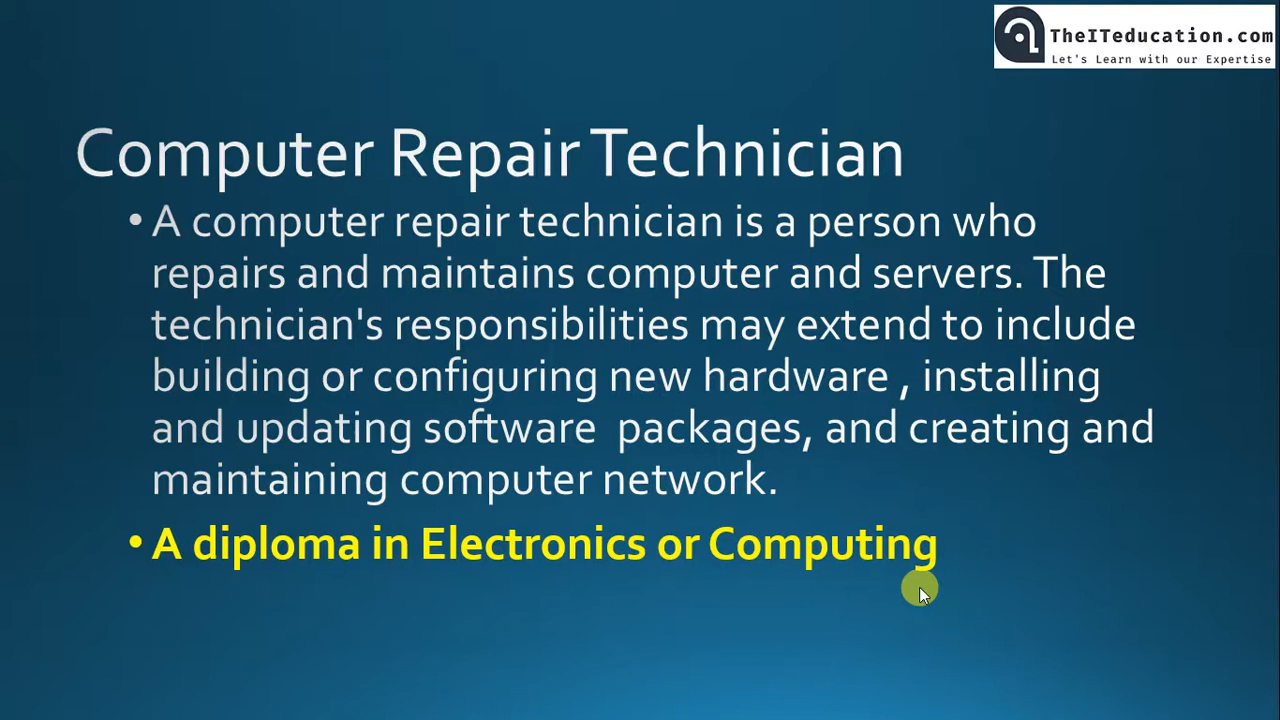 TheITeducation.com
Let's Learn with our Expertise
Computer Repair Technician
• A computer repair technician is a person who
repairs and maintains computer and servers. The
technician's responsibilities may extend to include
building or configuring new hardware , installing
and updating software  packages, and creating and
maintaining computer network.
• A diploma in Electronics or Computing